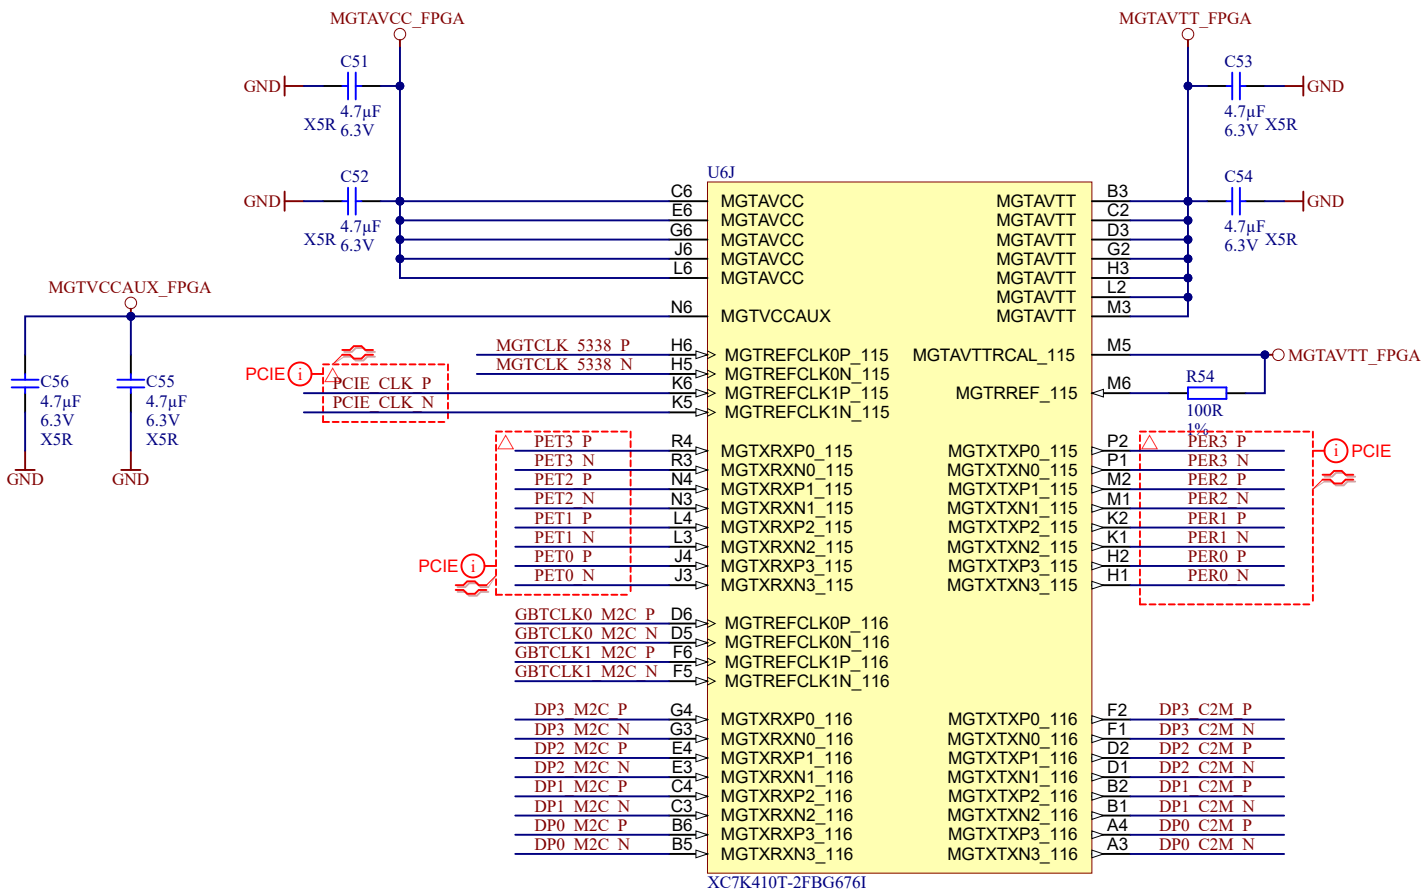 MGTAVCC_FPGA
MGTAVTT_FPGA
C51
GND
4.7µF
X5R 6.3V
C53
GND
4.7µF
6.3V X5R
C52
GND
4.7µF
X5R 6.3V
C54
GND
4.7µF
6.3V X5R
U6J
C6 MGTAVCC MGTAVTT B3
E6 MGTAVCC MGTAVTT C2
G6 MGTAVCC MGTAVTT D3
J6 MGTAVCC MGTAVTT G2
L6 MGTAVCC MGTAVTT H3
MGTAVTT L2
MGTVCCAUX_FPGA
N6 MGTVCCAUX MGTAVTT M3
MGTCLK_5338_P H6 MGTREFCLK0P_115 MGTAVTTRCAL_115 M5 MGTAVTT_FPGA
MGTCLK_5338_N H5 MGTREFCLK0N_115
PCIE i
PCIE_CLK_P K6 MGTREFCLK1P_115 MGTRREF_115 M6 R54
PCIE_CLK_N K5 MGTREFCLK1N_115
100R
1%
C56
4.7µF
6.3V
X5R
GND
C55
4.7µF
6.3V
X5R
GND
PET3_P R4 MGTXRXP0_115 MGTXTXP0_115 P2 PER3_P
i PCIE
PET3_N R3 MGTXRXN0_115 MGTXTXN0_115 P1 PER3_N
PET2_P N4 MGTXRXP1_115 MGTXTXP1_115 M2 PER2_P
PET2_N N3 MGTXRXN1_115 MGTXTXN1_115 M1 PER2_N
PET1_P L4 MGTXRXP2_115 MGTXTXP2_115 K2 PER1_P
PET1_N L3 MGTXRXN2_115 MGTXTXN2_115 K1 PER1_N
PCIE i
PET0_P J4 MGTXRXP3_115 MGTXTXP3_115 H2 PER0_P
PET0_N J3 MGTXRXN3_115 MGTXTXN3_115 H1 PER0_N
GBTCLK0_M2C_P D6 MGTREFCLK0P_116
GBTCLK0_M2C_N D5 MGTREFCLK0N_116
GBTCLK1_M2C_P F6 MGTREFCLK1P_116
GBTCLK1_M2C_N F5 MGTREFCLK1N_116
DP3_M2C_P G4 MGTXRXP0_116 MGTXTXP0_116 F2 DP3_C2M_P
DP3_M2C_N G3 MGTXRXN0_116 MGTXTXN0_116 F1 DP3_C2M_N
DP2_M2C_P E4 MGTXRXP1_116 MGTXTXP1_116 D2 DP2_C2M_P
DP2_M2C_N E3 MGTXRXN1_116 MGTXTXN1_116 D1 DP2_C2M_N
DP1_M2C_P C4 MGTXRXP2_116 MGTXTXP2_116 B2 DP1_C2M_P
DP1_M2C_N C3 MGTXRXN2_116 MGTXTXN2_116 B1 DP1_C2M_N
DP0_M2C_P B6 MGTXRXP3_116 MGTXTXP3_116 A4 DP0_C2M_P
DP0_M2C_N B5 MGTXRXN3_116 MGTXTXN3_116 A3 DP0_C2M_N
XC7K410T-2FBG676I